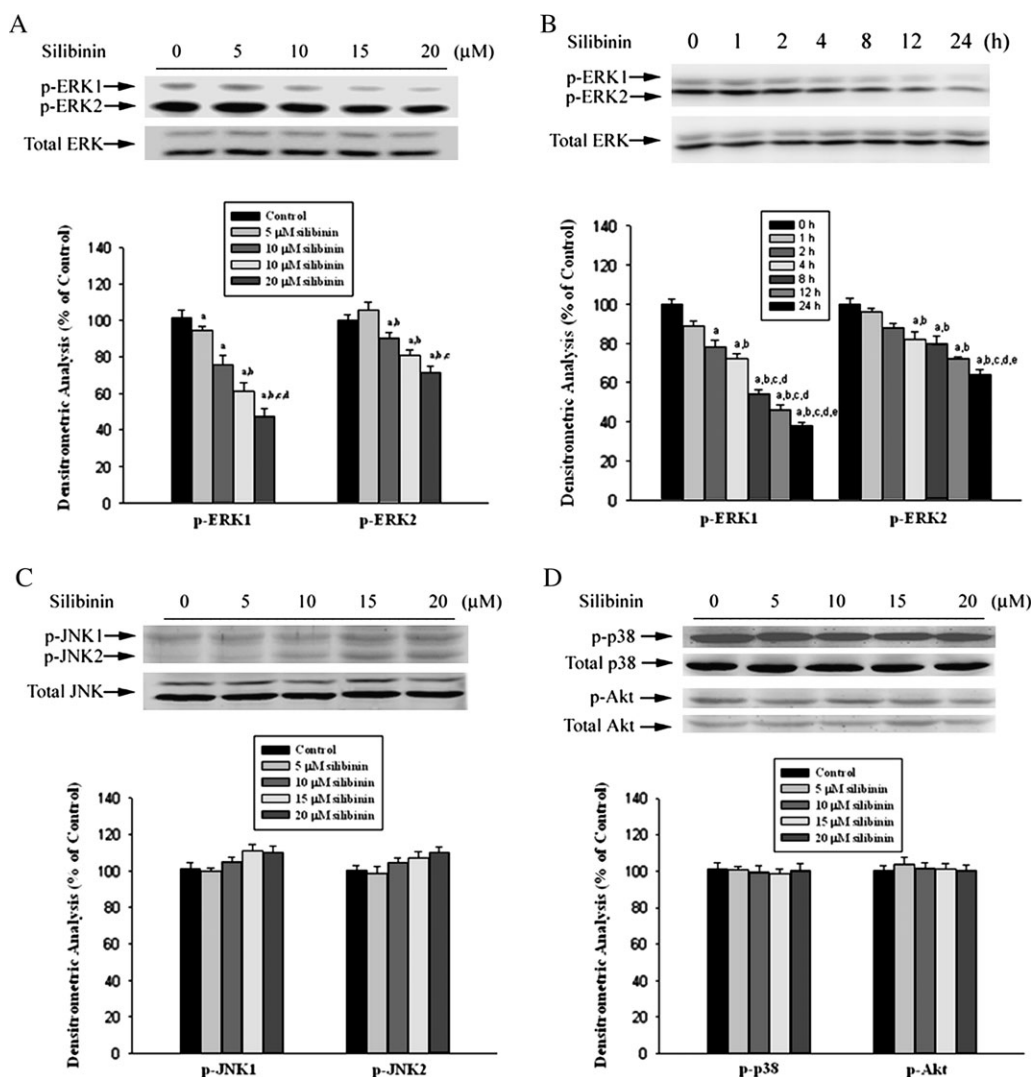 A
Silibinin 0 5 10 15 20 (μM)
p-ERK1
p-ERK2
Total ERK
Control
5 μM silibinin
10 μM silibinin
10 μM silibinin
20 μM silibinin
Densitrometric Analysis (% of Control)
140
120
100
80
60
40
20
0
a
a
a,b
a,b,c,d
a,b
a,b
a,b,c
p-ERK1 p-ERK2
B
Silibinin 0 1 2 4 8 12 24 (h)
p-ERK1
p-ERK2
Total ERK
0 h
1 h
2 h
4 h
8 h
12 h
24 h
Densitrometric Analysis (% of Control)
140
120
100
80
60
40
20
0
a
a,b
a,b,c,d
a,b,c,d
a,b,c,d,e
a,b
a,b
a,b
a,b,c,d,e
p-ERK1 p-ERK2
C
Silibinin 0 5 10 15 20 (μM)
p-JNK1
p-JNK2
Total JNK
Control
5 μM silibinin
10 μM silibinin
15 μM silibinin
20 μM silibinin
Densitrometric Analysis (% of Control)
140
120
100
80
60
40
20
0
p-JNK1 p-JNK2
D
Silibinin 0 5 10 15 20 (μM)
p-p38
Total p38
p-Akt
Total Akt
Control
5 μM silibinin
10 μM silibinin
15 μM silibinin
20 μM silibinin
Densitrometric Analysis (% of Control)
140
120
100
80
60
40
20
0
p-p38 p-Akt